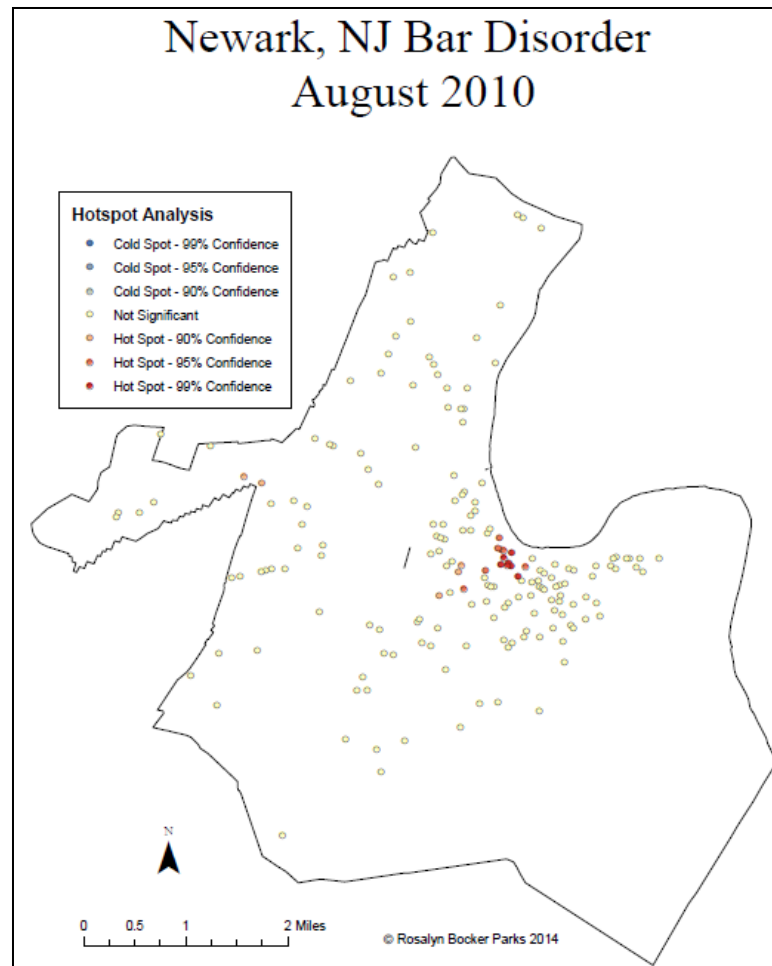 Newark, NJ Bar Disorder
August 2010
Hotspot Analysis
Cold Spot - 99% Confidence
Cold Spot - 95% Confidence
Cold Spot - 90% Confidence
Not Significant
Hot Spot - 90% Confidence
Hot Spot - 95% Confidence
Hot Spot - 99% Confidence
N
0 0.5 1 2 Miles
© Rosalyn Bocker Parks 2014